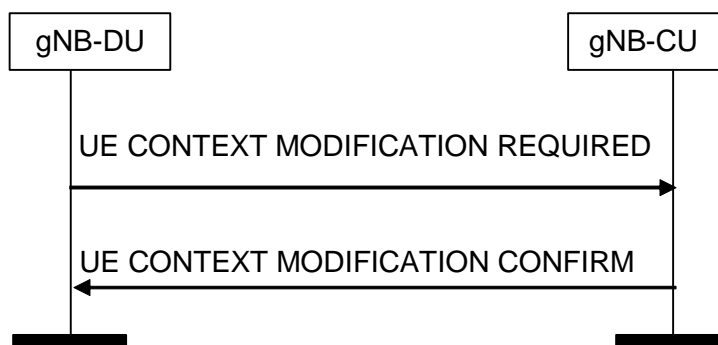 gNB-DU
gNB-CU
UE CONTEXT MODIFICATION REQUIRED
UE CONTEXT MODIFICATION CONFIRM